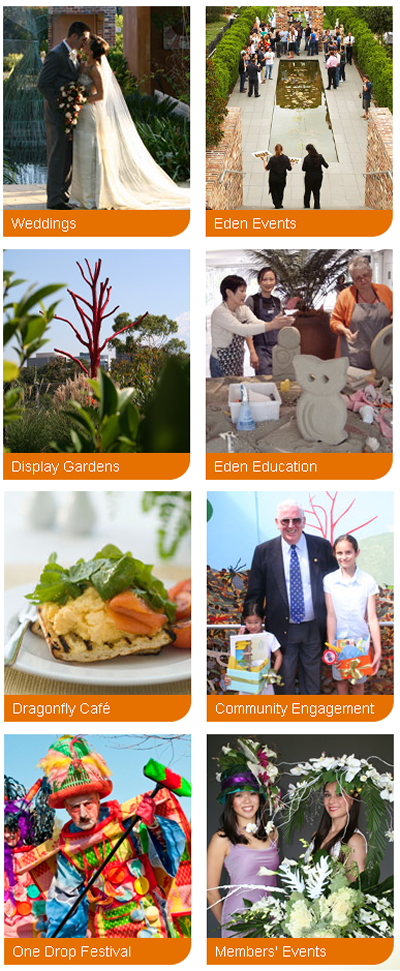 Weddings
Eden Events
Display Gardens
Eden Education
Dragonfly Café
Community Engagement
One Drop Festival
Members' Events